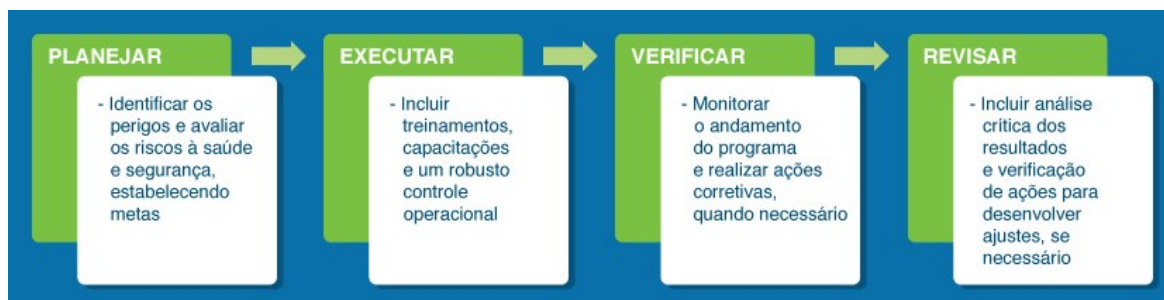 PLANEJAR
- Identificar os
perigos e avaliar
os riscos à saúde
e segurança,
estabelecendo
metas
EXECUTAR
- Incluir
treinamentos,
capacitações
e um robusto
controle
operacional
VERIFICAR
- Monitorar
o andamento
do programa
e realizar ações
corretivas,
quando necessário
REVISAR
- Incluir análise
crítica dos
resultados
e verificação
de ações para
desenvolver
ajustes, se
necessário